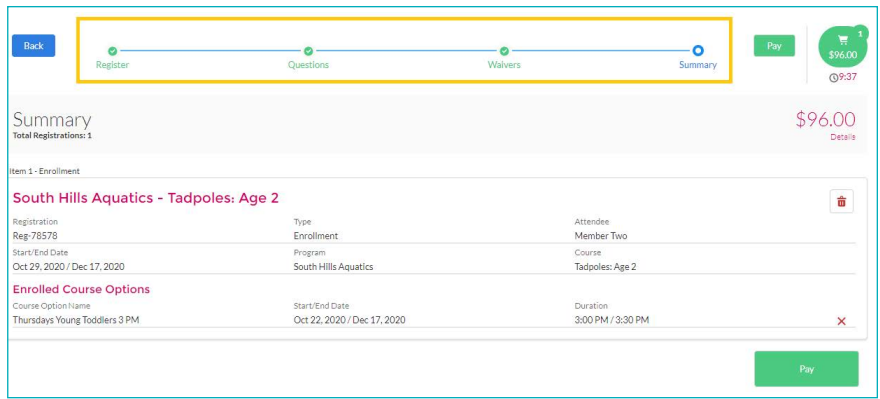 Back
Register
Questions
Waivers
Summary
Pay
1
$96.00
9:37
Summary
Total Registrations: 1
$96.00
Details
Item 1 - Enrollment
South Hills Aquatics - Tadpoles: Age 2
Registration Type Attendee
Reg-78578 Enrollment Member Two
Start/End Date Program Course
Oct 29, 2020 / Dec 17, 2020 South Hills Aquatics Tadpoles: Age 2
Enrolled Course Options
Course Option Name Start/End Date Duration
Thursdays Young Toddlers 3 PM Oct 22, 2020 / Dec 17, 2020 3:00 PM / 3:30 PM
Pay